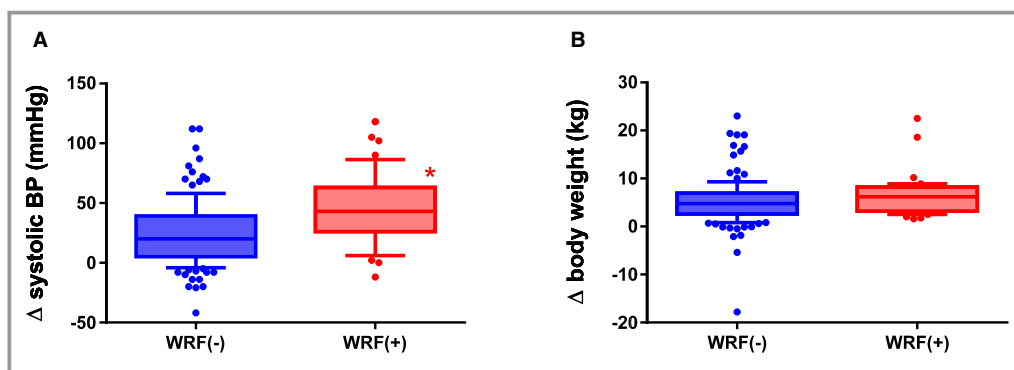 A
Δ systolic BP (mmHg)
150
100
50
0
-50
*
WRF(-)
WRF(+)
B
Δ body weight (kg)
30
20
10
0
-10
-20
WRF(-)
WRF(+)